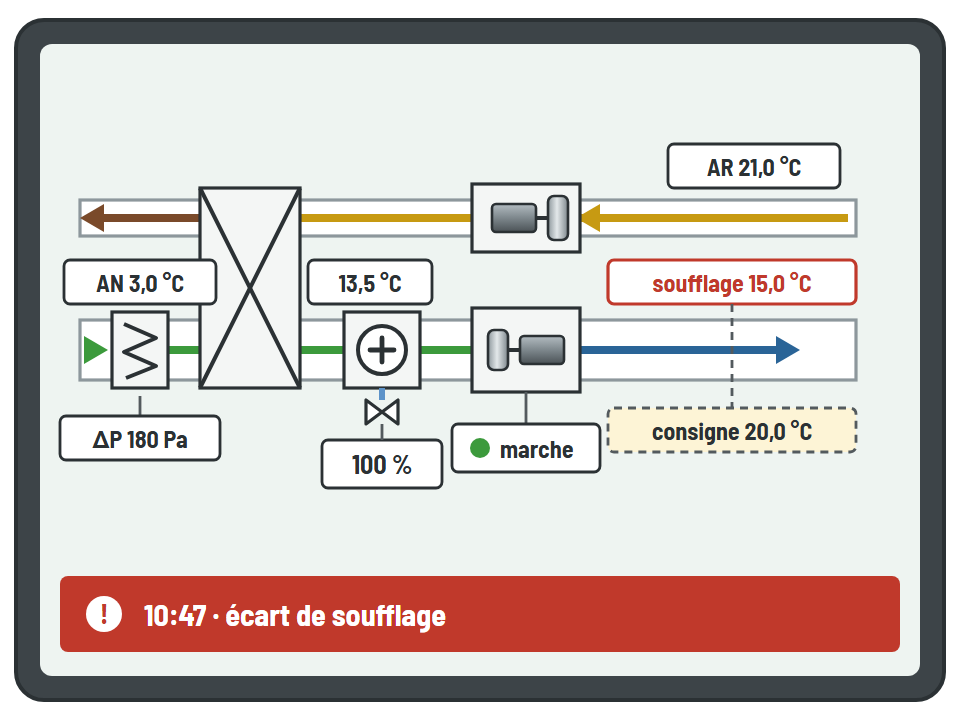 AR 21,0 °C
AN 3,0 °C
13,5 °C
soufflage 15,0 °C
ΔP 180 Pa
100 %
marche
consigne 20,0 °C
! 10:47 · écart de soufflage